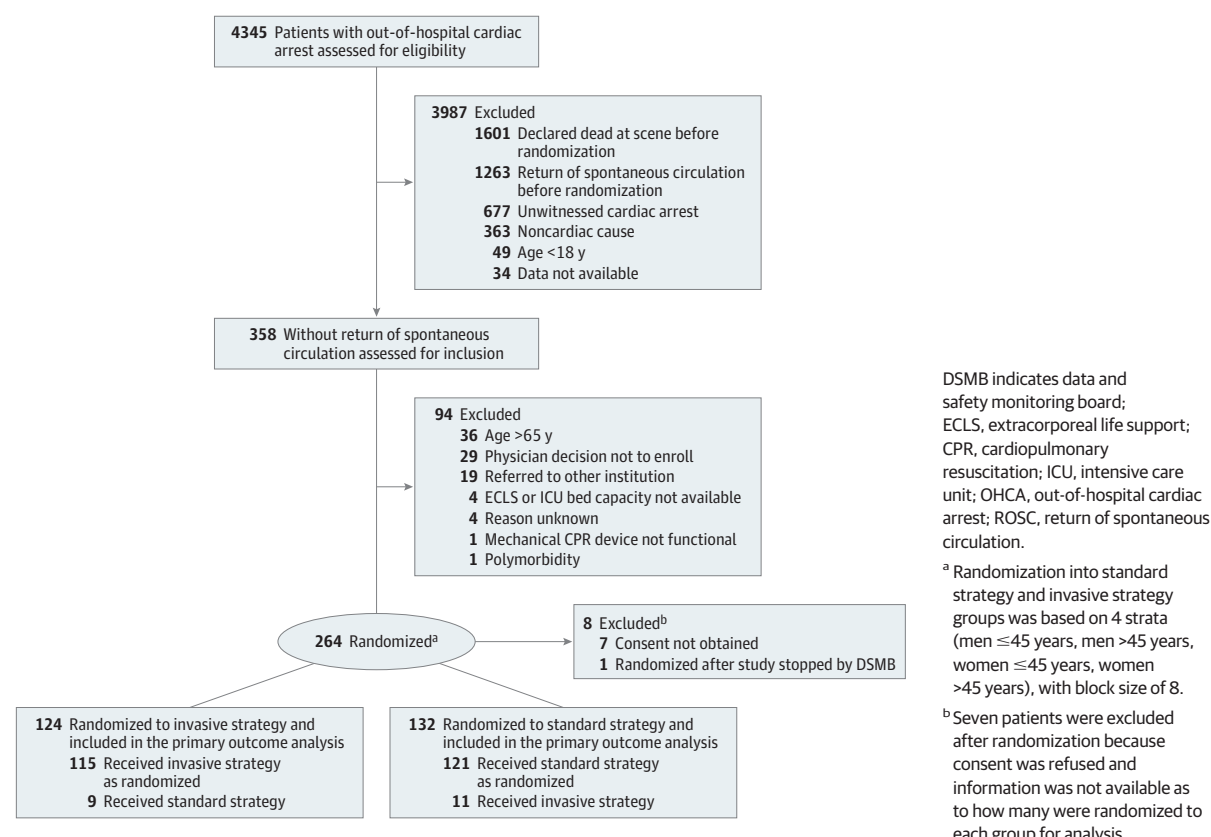 4345 Patients with out-of-hospital cardiac
arrest assessed for eligibility
3987 Excluded
1601 Declared dead at scene before
randomization
1263 Return of spontaneous circulation
before randomization
677 Unwitnessed cardiac arrest
363 Noncardiac cause
49 Age <18 y
34 Data not available
358 Without return of spontaneous
circulation assessed for inclusion
94 Excluded
36 Age >65 y
29 Physician decision not to enroll
19 Referred to other institution
4 ECLS or ICU bed capacity not available
4 Reason unknown
1 Mechanical CPR device not functional
1 Polymorbidity
264 Randomizedᵃ
8 Excludedᵇ
7 Consent not obtained
1 Randomized after study stopped by DSMB
124 Randomized to invasive strategy and
included in the primary outcome analysis
115 Received invasive strategy
as randomized
9 Received standard strategy
132 Randomized to standard strategy and
included in the primary outcome analysis
121 Received standard strategy
as randomized
11 Received invasive strategy
DSMB indicates data and
safety monitoring board;
ECLS, extracorporeal life support;
CPR, cardiopulmonary
resuscitation; ICU, intensive care
unit; OHCA, out-of-hospital cardiac
arrest; ROSC, return of spontaneous
circulation.
ᵃ Randomization into standard
strategy and invasive strategy
groups was based on 4 strata
(men ≤45 years, men >45 years,
women ≤45 years, women
>45 years), with block size of 8.
ᵇ Seven patients were excluded
after randomization because
consent was refused and
information was not available as
to how many were randomized to
each group for analysis